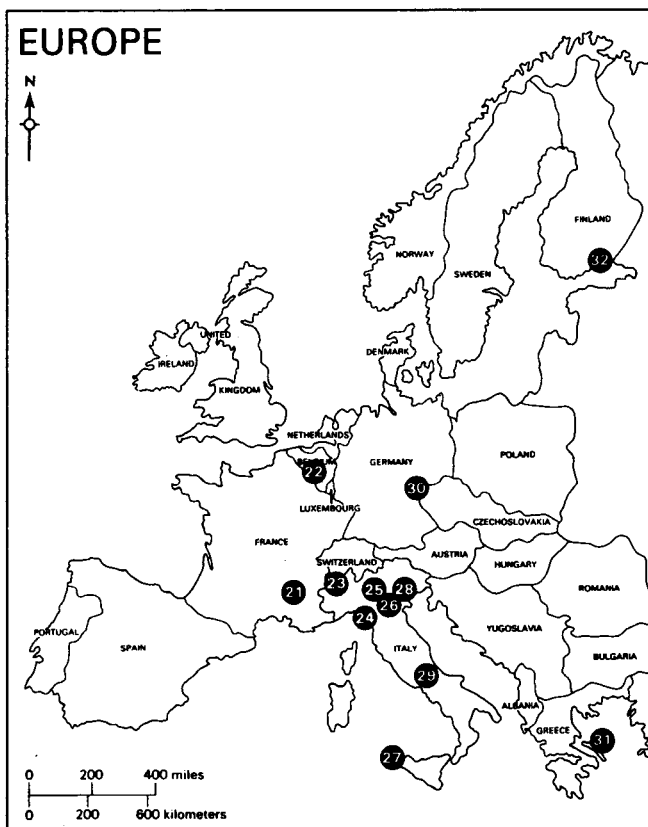 EUROPE
N
FINLAND
32
NORWAY
SWEDEN
DENMARK
UNITED
IRELAND
KINGDOM
NETHERLANDS
BELGIUM
22
GERMANY
POLAND
30
LUXEMBOURG
CZECHOSLOVAKIA
FRANCE
SWITZERLAND
AUSTRIA
HUNGARY
21
23
25
28
26
ROMANIA
24
PORTUGAL
SPAIN
ITALY
YUGOSLAVIA
BULGARIA
29
ALBANIA
GREECE
31
27
0 200 400 miles
0 200 600 kilometers